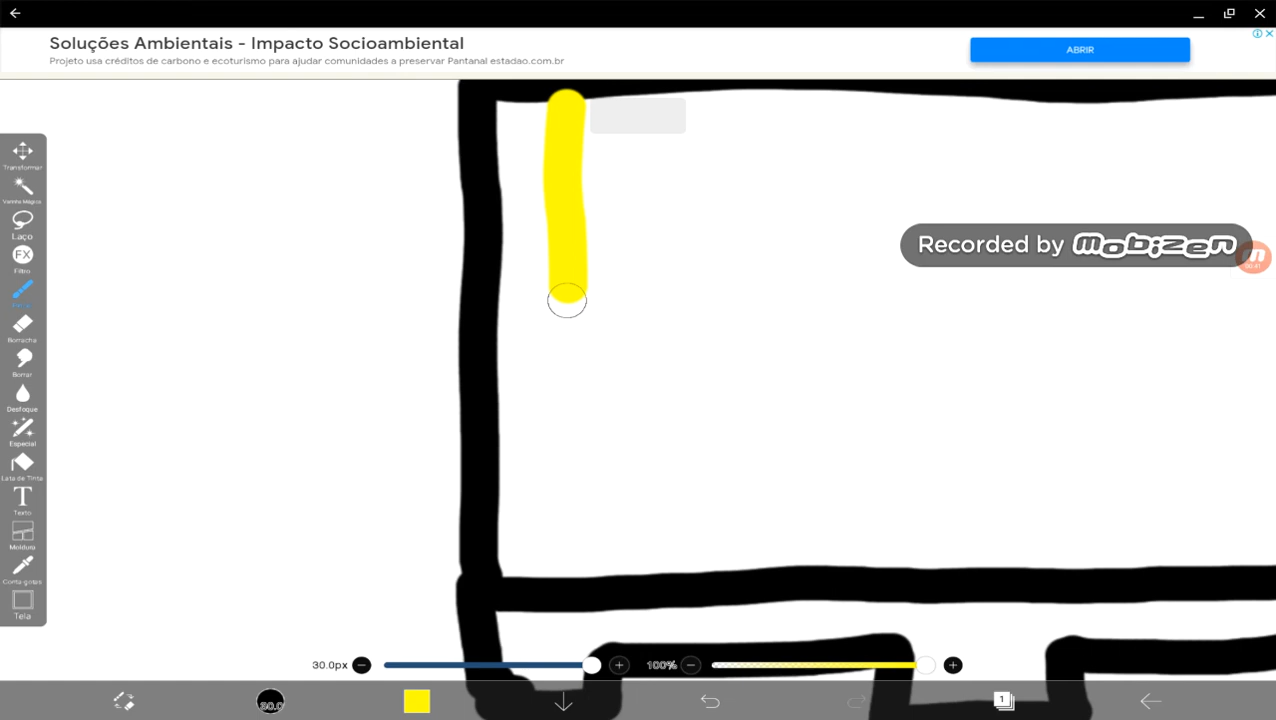 Soluções Ambientais - Impacto Socioambiental
Projeto usa créditos de carbono e ecoturismo para ajudar comunidades a preservar Pantanal estadao.com.br
ABRIR
Transformar
Varinha Mágica
Laço
FX
Filtro
Borracha
Borrar
Desfoque
Especial
Lata de Tinta
T
Texto
Moldura
Conta-gotas
Tela
Recorded by mobizen
m
30.0px
100%
30.0
1